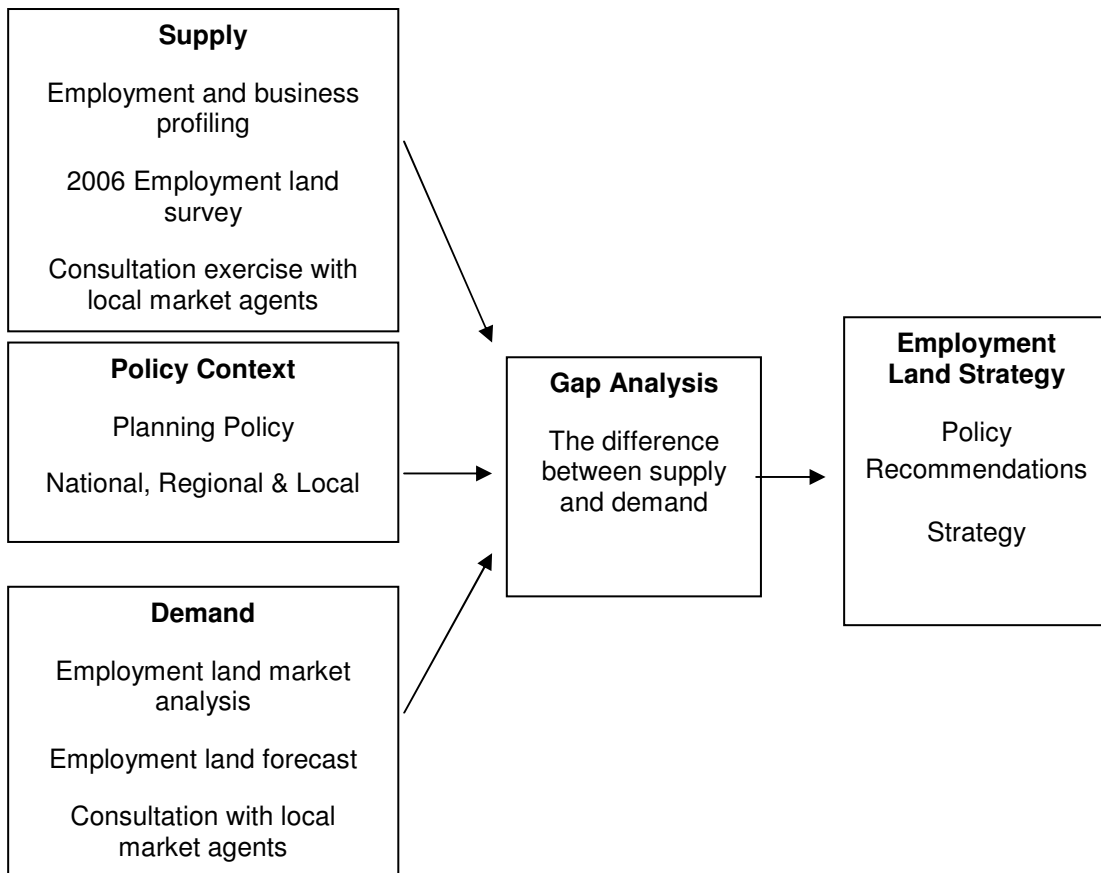 Supply
Employment and business
profiling
2006 Employment land
survey
Consultation exercise with
local market agents
Policy Context
Planning Policy
National, Regional & Local
Demand
Employment land market
analysis
Employment land forecast
Consultation with local
market agents
Gap Analysis
The difference
between supply
and demand
Employment
Land Strategy
Policy
Recommendations
Strategy